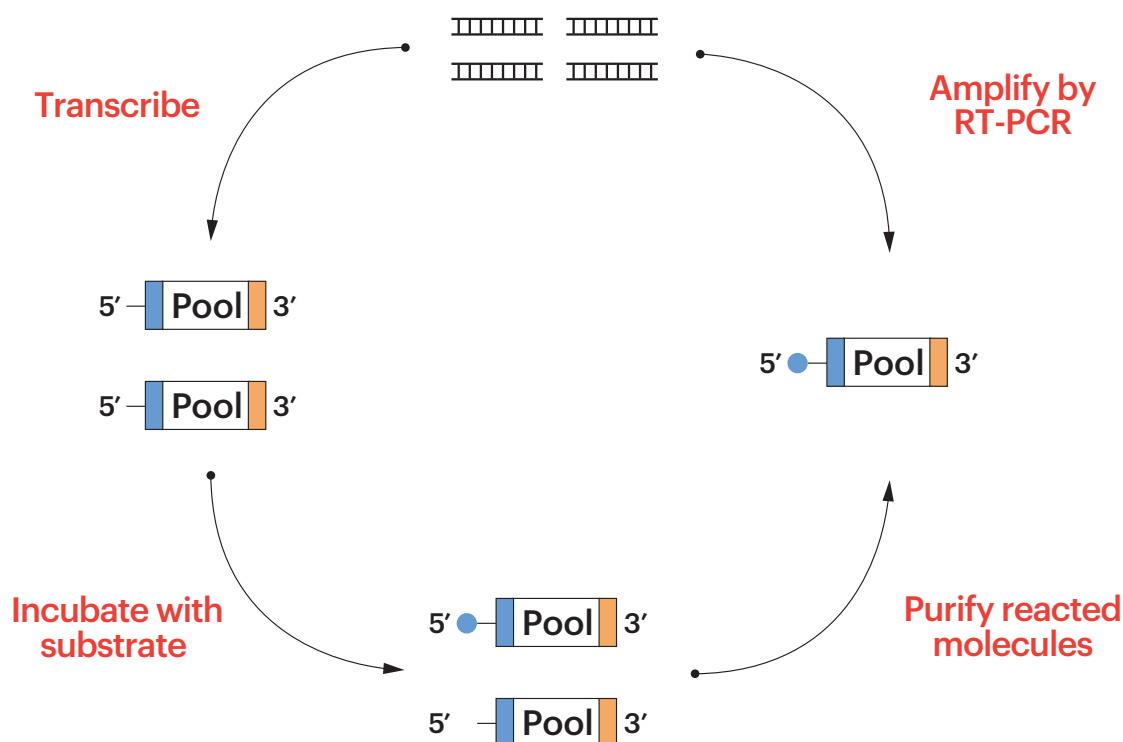 Transcribe
Amplify by
RT-PCR
5′ Pool 3′
5′ Pool 3′
5′ Pool 3′
Incubate with
substrate
5′ Pool 3′
5′ Pool 3′
Purify reacted
molecules